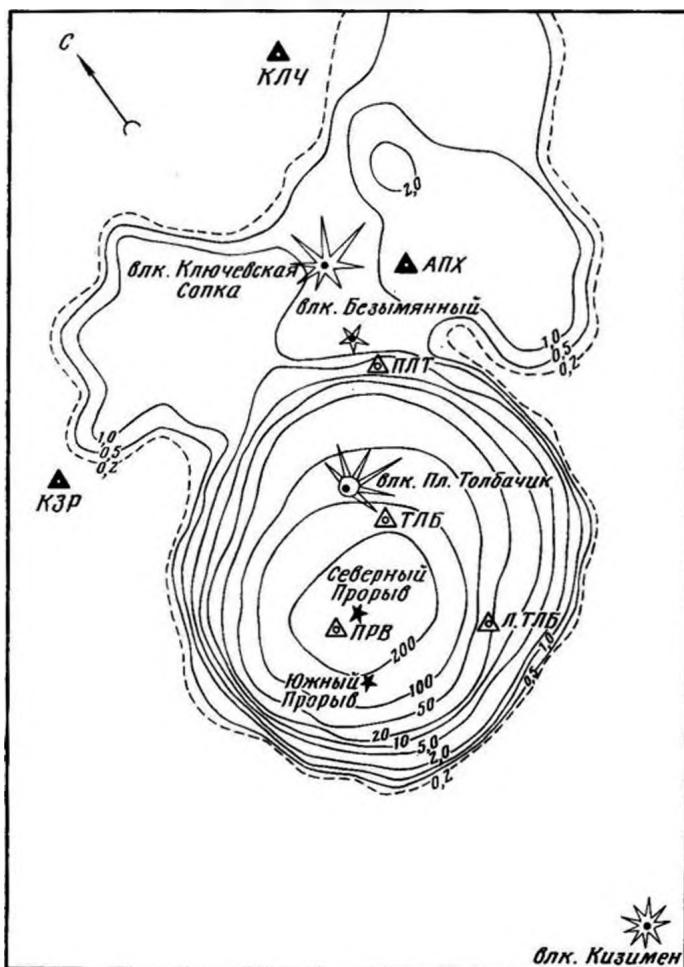 С
КЛЧ
2,0
влк. Ключевская
Сопка
АПХ
влк. Безымянный
1,0
0,5
0,2
ПЛТ
1,0
0,5
0,2
КЗР
влк. Пл. Толбачик
ТЛБ
Северный
Прорыв
ПРВ
Л.ТЛБ
200
Южный
Прорыв
100
50
20
10
5,0
2,0
1,0
0,5
0,2
влк. Кизимен